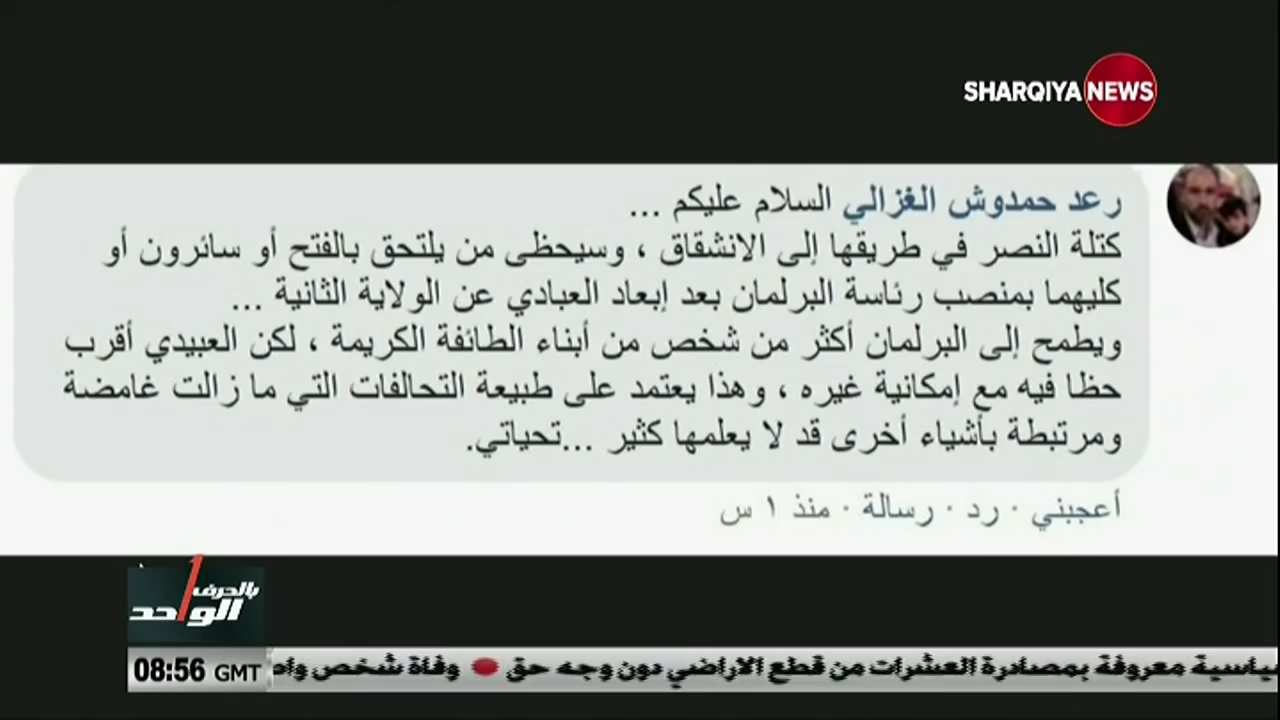 SHARQIYA NEWS
رعد حمدوش الغزالي السلام عليكم ...
كتلة النصر في طريقها إلى الانشقاق ، وسيحظى من يلتحق بالفتح أو سائرون أو
كليهما بمنصب رئاسة البرلمان بعد إبعاد العبادي عن الولاية الثانية ...
ويطمح إلى البرلمان أكثر من شخص من أبناء الطائفة الكريمة ، لكن العبيدي أقرب
حظا فيه مع إمكانية غيره ، وهذا يعتمد على طبيعة التحالفات التي ما زالت غامضة
ومرتبطة بأشياء أخرى قد لا يعلمها كثير ...تحياتي.
أعجبني · رد · رسالة · منذ ١ س
بالحرف
الواحد
08:56 GMT
معروفة بمصادرة العشرات من قطع الاراضي دون وجه حق ● وفاة شخص